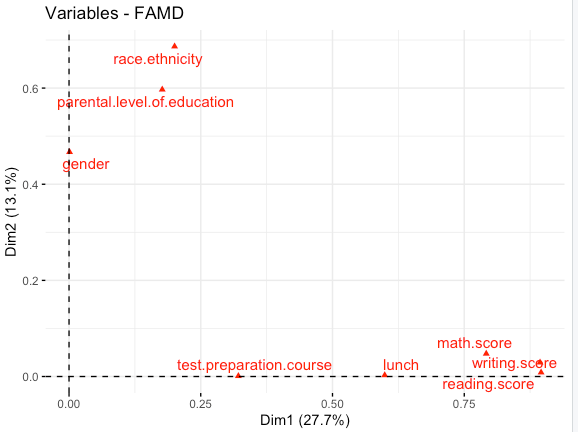 Variables - FAMD
race.ethnicity
0.6
parental.level.of.education
gender
0.4
Dim2 (13.1%)
0.2
math.score
test.preparation.course
lunch
writing.score
0.0
reading.score
0.00 0.25 0.50 0.75
Dim1 (27.7%)